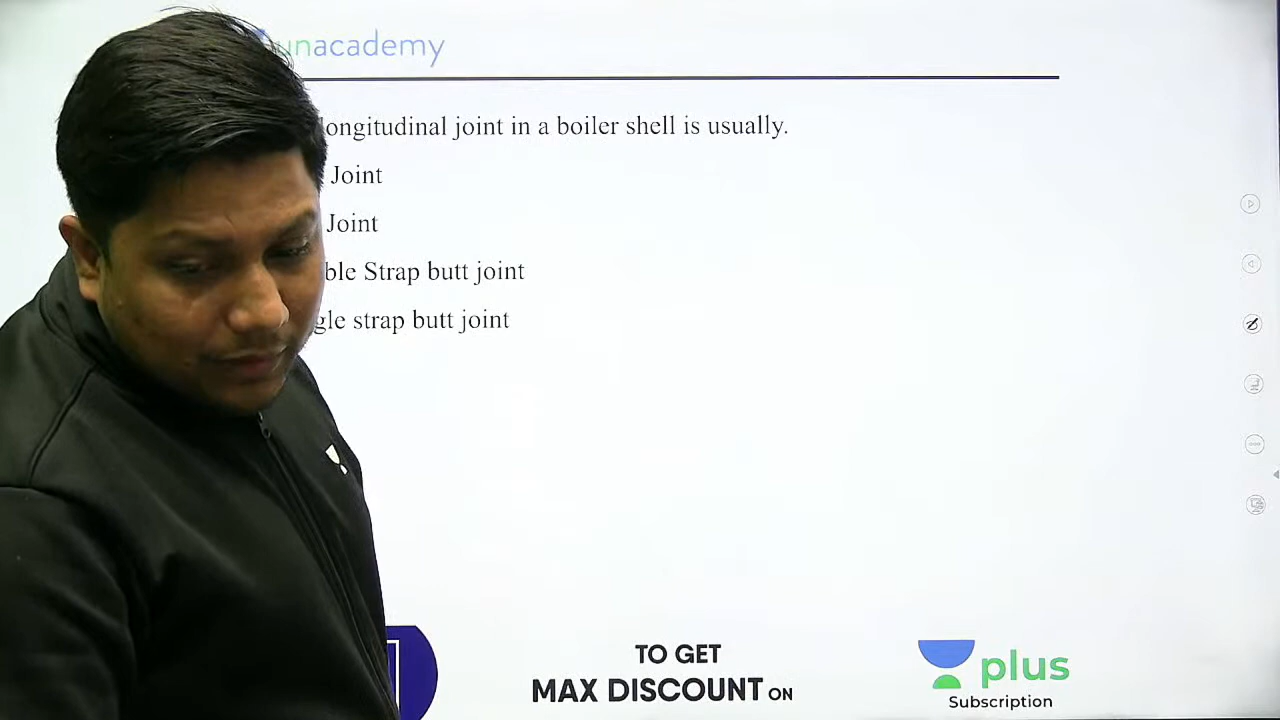 unacademy
longitudinal joint in a boiler shell is usually.
Joint
Joint
ble Strap butt joint
gle strap butt joint
TO GET
MAX DISCOUNT ON
plus
Subscription